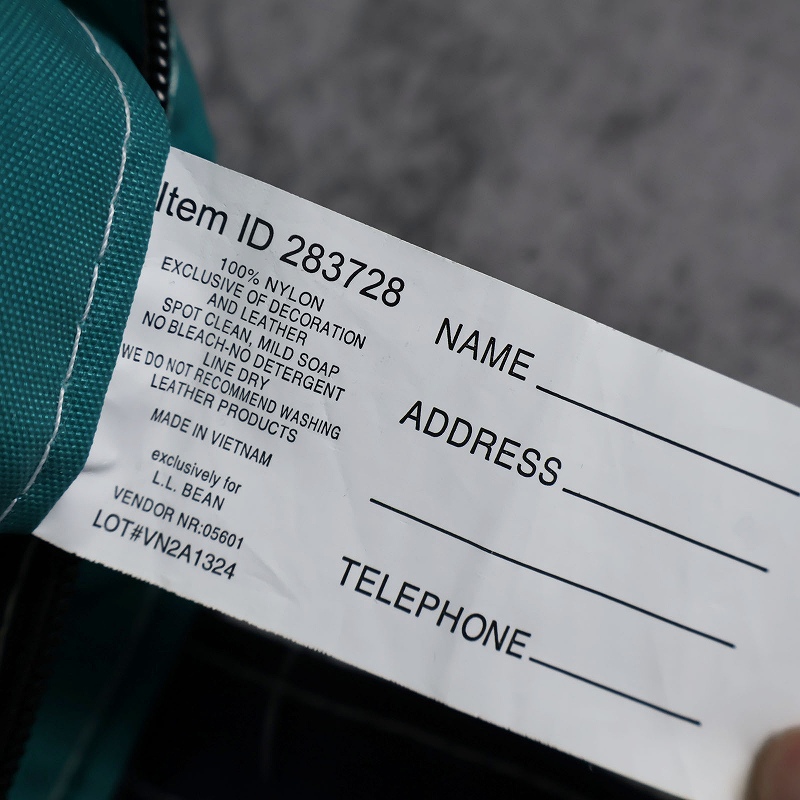 Item ID 283728
100% NYLON
EXCLUSIVE OF DECORATION
AND LEATHER
SPOT CLEAN, MILD SOAP
NO BLEACH-NO DETERGENT
LINE DRY
WE DO NOT RECOMMEND WASHING
LEATHER PRODUCTS
MADE IN VIETNAM
exclusively for
L.L. BEAN
VENDOR NR:05601
LOT#VN2A1324
NAME
ADDRESS
TELEPHONE